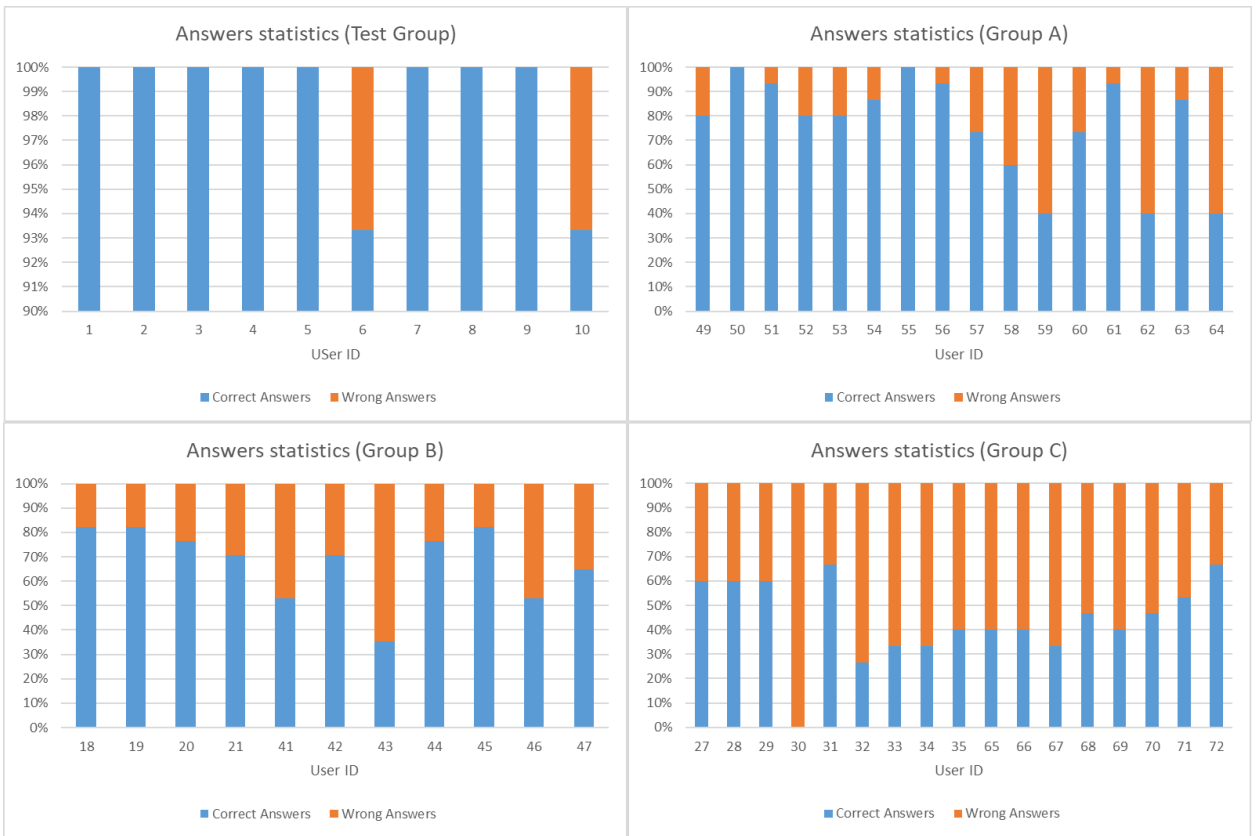 Answers statistics (Test Group)
100%
99%
98%
97%
96%
95%
94%
93%
92%
91%
90%
1 2 3 4 5 6 7 8 9 10
USer ID
Correct Answers Wrong Answers
Answers statistics (Group A)
100%
90%
80%
70%
60%
50%
40%
30%
20%
10%
0%
49 50 51 52 53 54 55 56 57 58 59 60 61 62 63 64
User ID
Correct Answers Wrong Answers
Answers statistics (Group B)
100%
90%
80%
70%
60%
50%
40%
30%
20%
10%
0%
18 19 20 21 41 42 43 44 45 46 47
User ID
Correct Answers Wrong Answers
Answers statistics (Group C)
100%
90%
80%
70%
60%
50%
40%
30%
20%
10%
0%
27 28 29 30 31 32 33 34 35 65 66 67 68 69 70 71 72
User ID
Correct Answers Wrong Answers